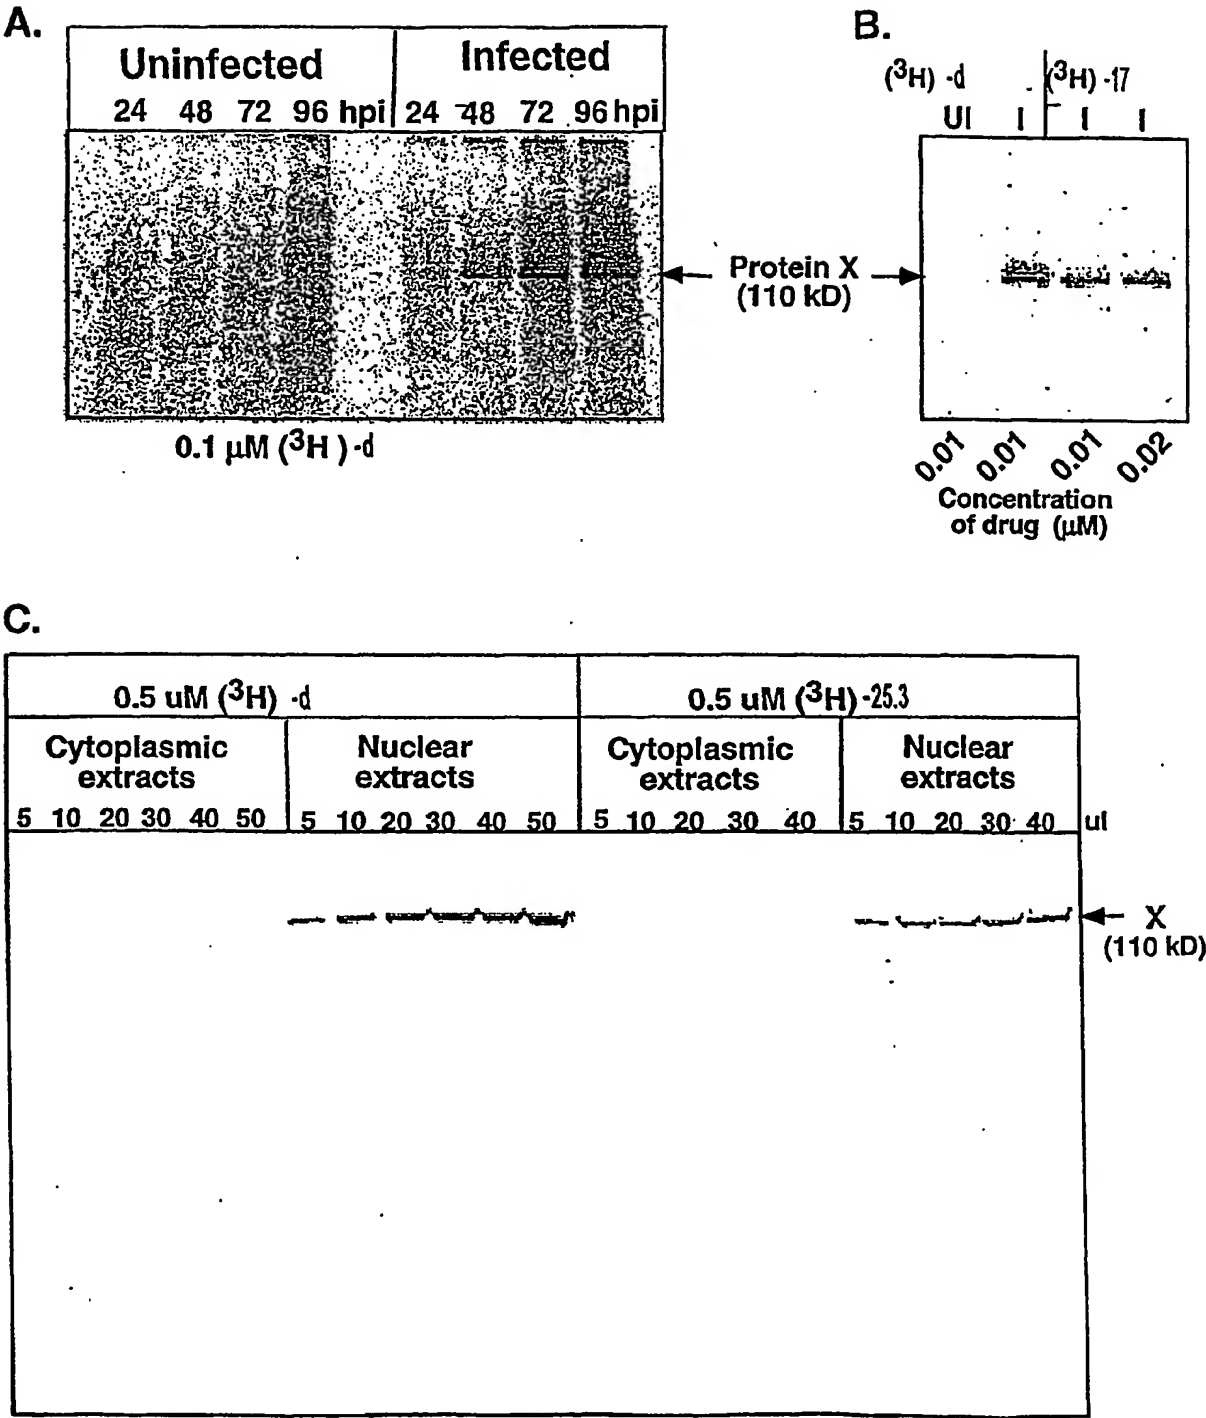 A.
Uninfected Infected
24 48 72 96 hpi 24 48 72 96 hpi
0.1 µM (³H) -d
Protein X
(110 kD)
B.
(³H) -d (³H) -17
UI I I I
0.01 0.01 0.01 0.02
Concentration
of drug (µM)
C.
0.5 uM (³H) -d 0.5 uM (³H) -25.3
Cytoplasmic Nuclear Cytoplasmic Nuclear
extracts extracts extracts extracts
5 10 20 30 40 50 5 10 20 30 40 50 5 10 20 30 40 5 10 20 30 40 ul
X
(110 kD)